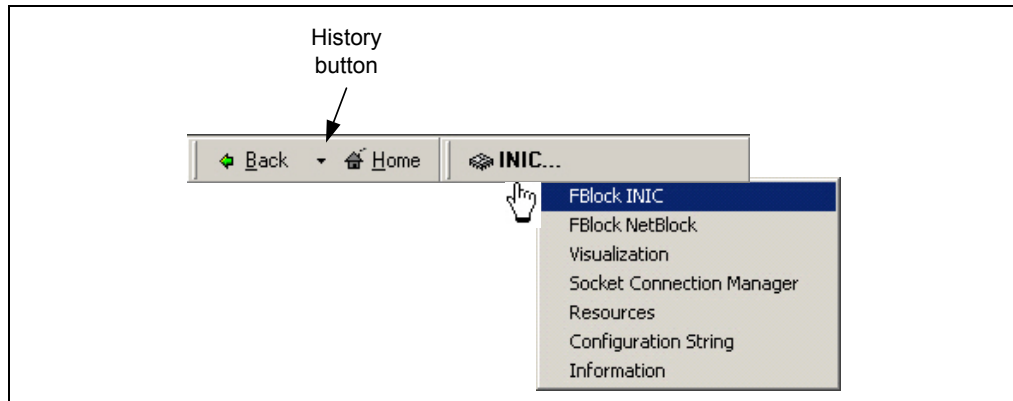 History
button
Back Home INIC...
FBlock INIC
FBlock NetBlock
Visualization
Socket Connection Manager
Resources
Configuration String
Information